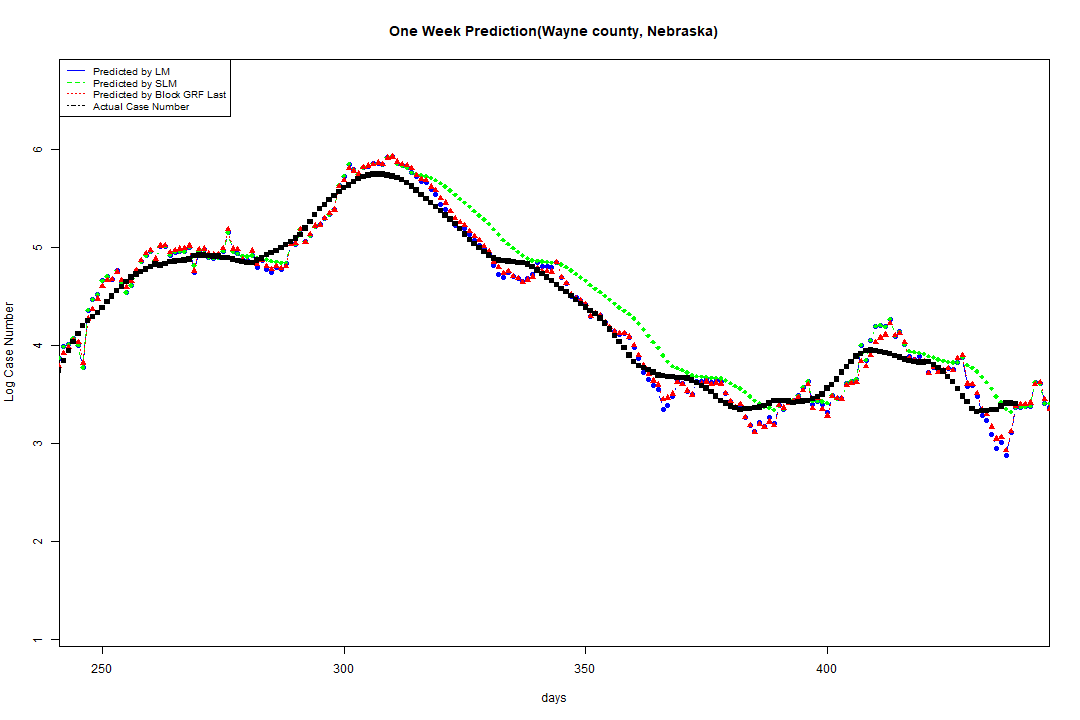 One Week Prediction(Wayne county, Nebraska)
Predicted by LM
Predicted by SLM
Predicted by Block GRF Last
Actual Case Number
6
5
4
3
2
1
Log Case Number
250 300 350 400
days